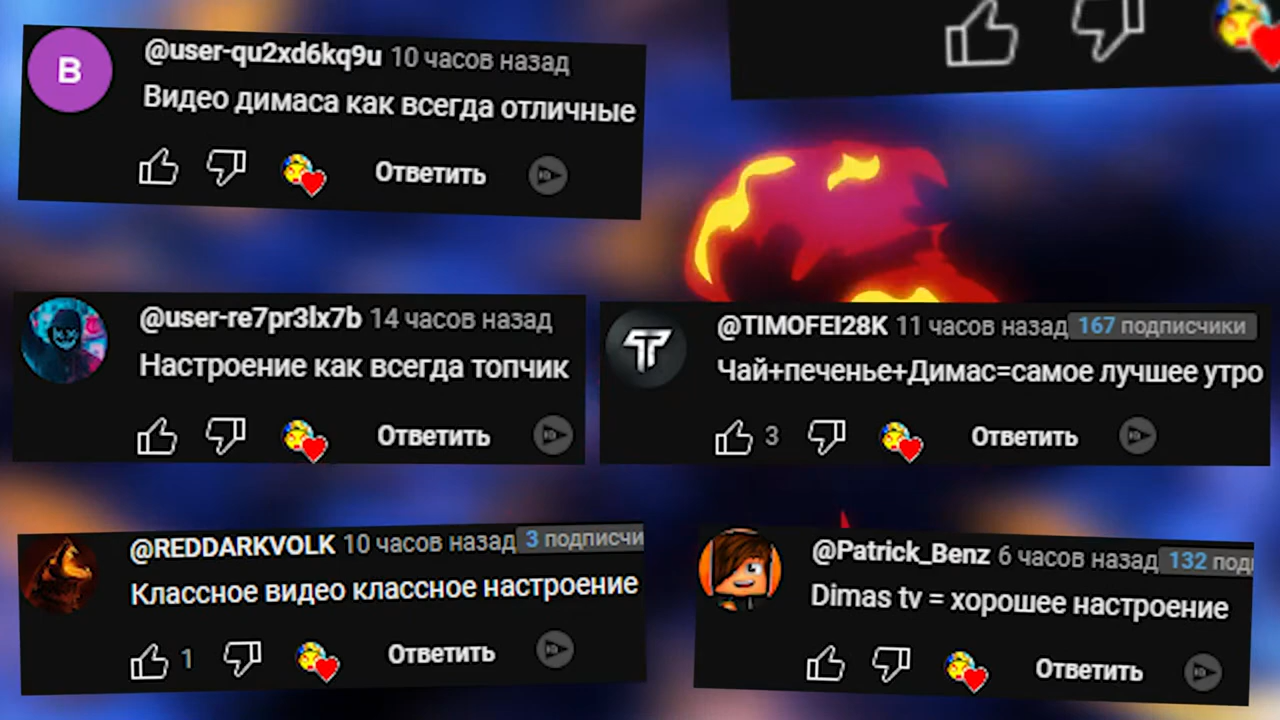 B
@user-qu2xd6kq9u 10 часов назад
Видео димаса как всегда отличные
Ответить
@user-re7pr3lx7b 14 часов назад
Настроение как всегда топчик
Ответить
@TIMOFEI28K 11 часов назад 167 подписчики
Чай+печенье+Димас=самое лучшее утро
3
Ответить
@REDDARKVOLK 10 часов назад 3 подписчи
Классное видео классное настроение
1
Ответить
@Patrick_Benz 6 часов назад 132 под
Dimas tv = хорошее настроение
Ответить